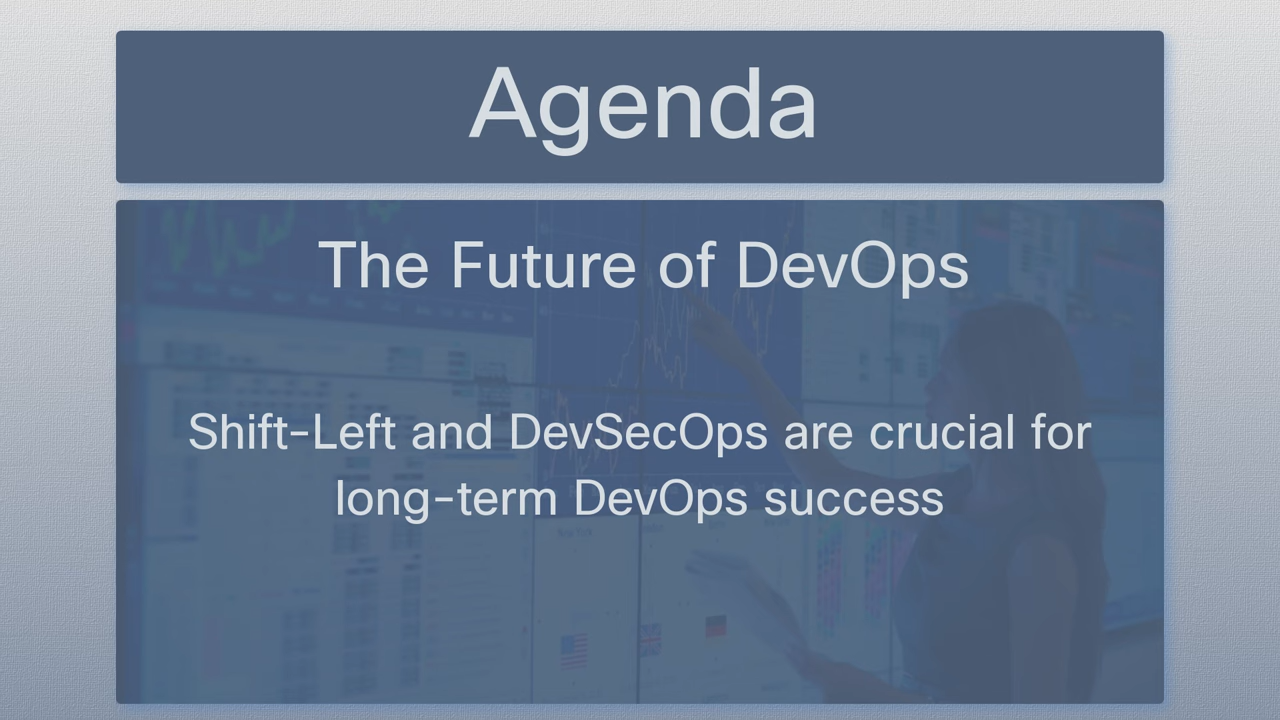 Agenda
The Future of DevOps
Shift-Left and DevSecOps are crucial for
long-term DevOps success